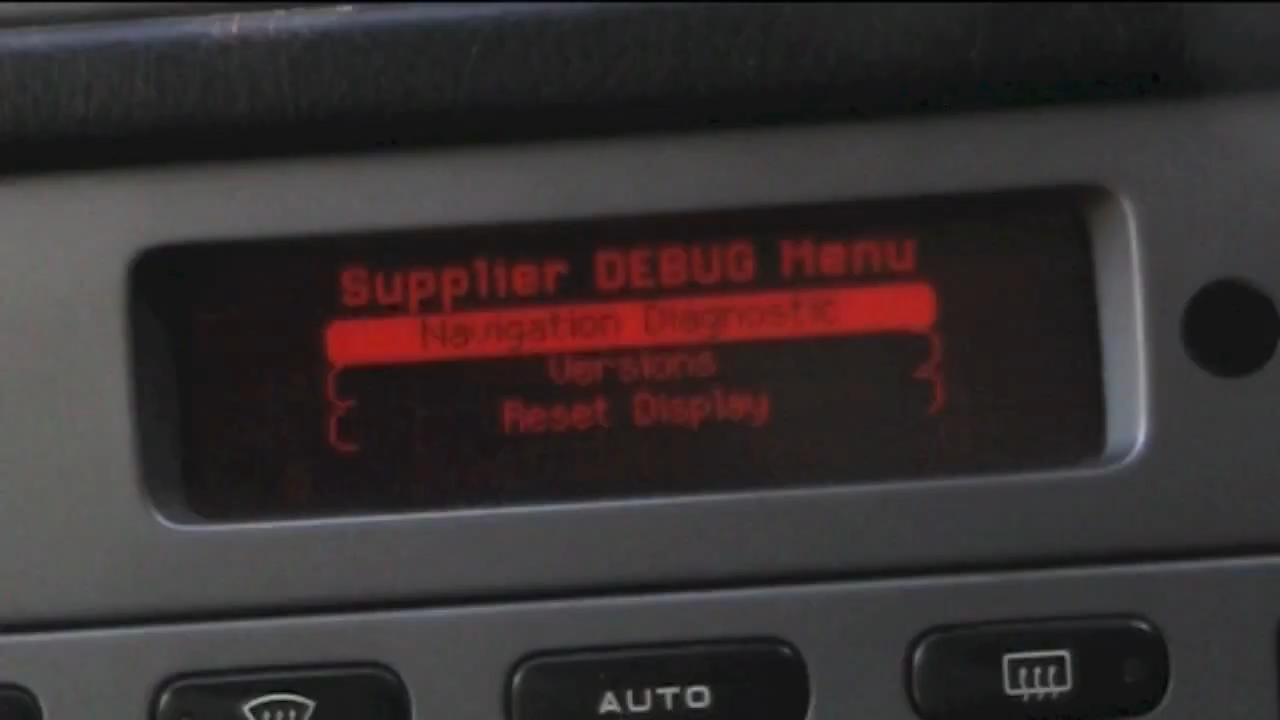 Supplier DEBUG Menu
Navigation Diagnostic
Versions
Reset Display
AUTO